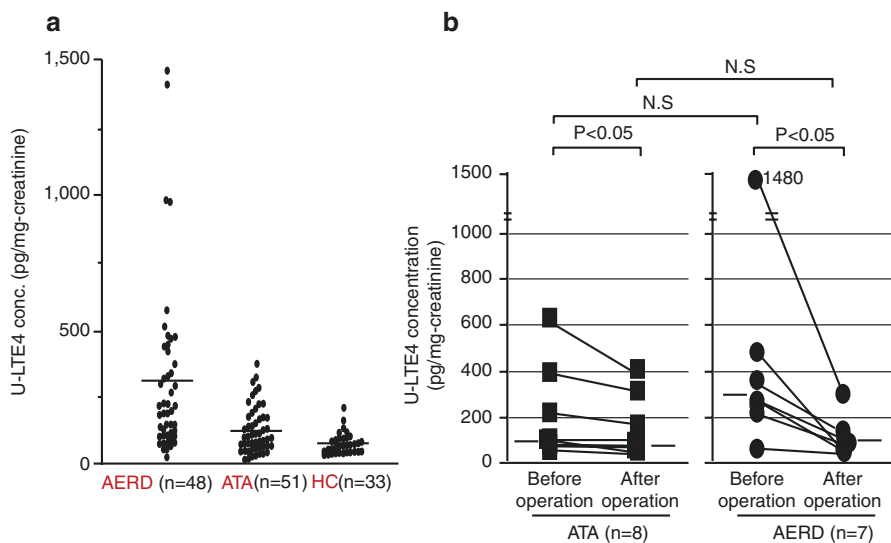 a
U-LTE4 conc. (pg/mg-creatinine)
1,500
1,000
500
0
AERD (n=48) ATA(n=51) HC(n=33)
b
N.S
N.S
P<0.05 P<0.05
U-LTE4 concentration
(pg/mg-creatinine)
1500
1480
1000
800
600
400
200
0
Before operation
After operation
Before operation
After operation
ATA (n=8)
AERD (n=7)